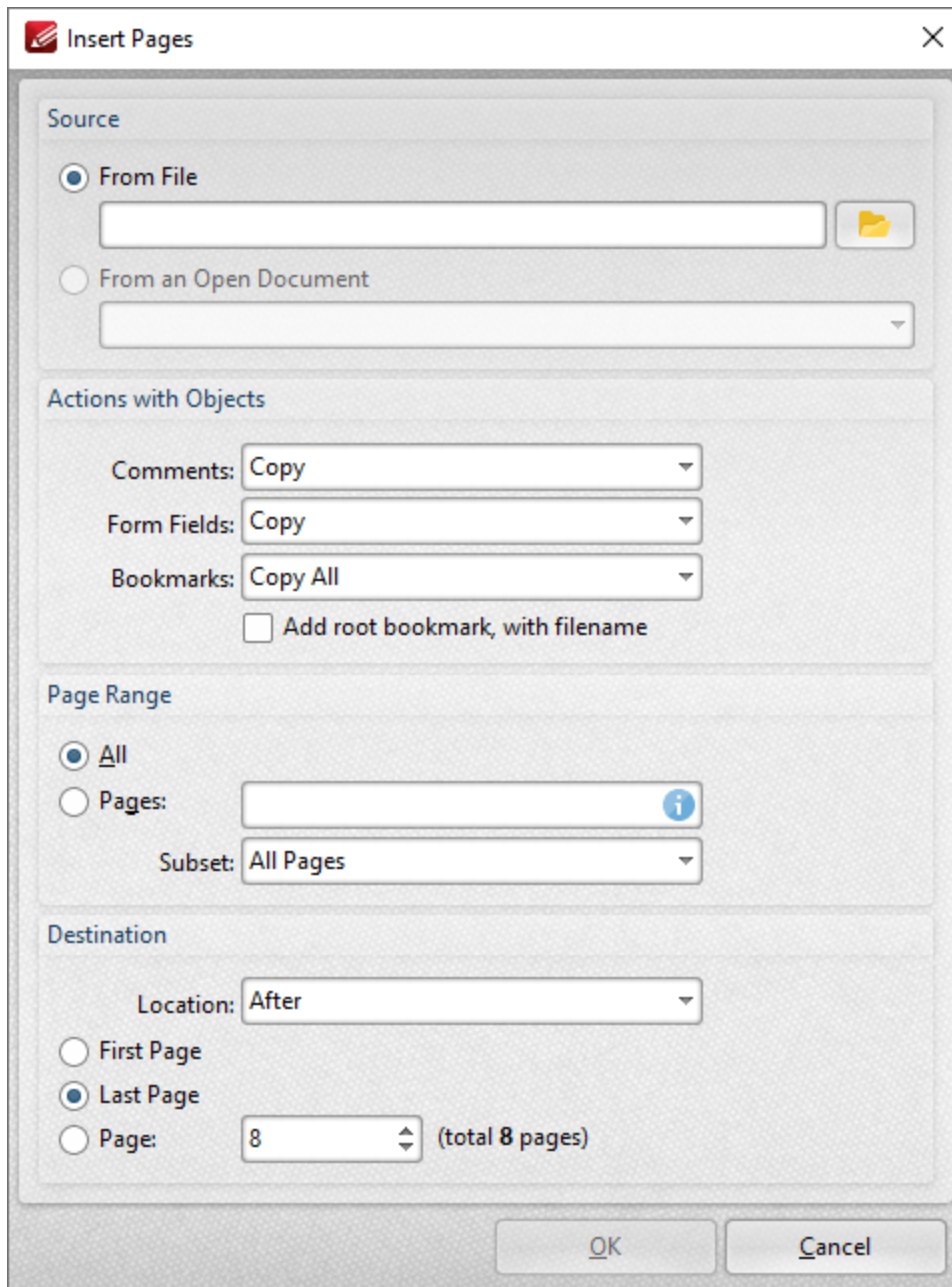 Insert Pages
Source
From File
From an Open Document
Actions with Objects
Comments: Copy
Form Fields: Copy
Bookmarks: Copy All
Add root bookmark, with filename
Page Range
All
Pages:
Subset: All Pages
Destination
Location: After
First Page
Last Page
Page: 8 (total 8 pages)
OK Cancel